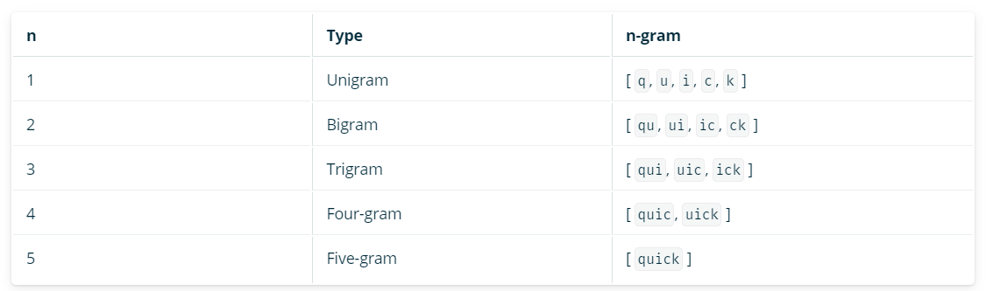 n Type n-gram
1 Unigram [ q, u, i, c, k ]
2 Bigram [ qu, ui, ic, ck ]
3 Trigram [ qui, uic, ick ]
4 Four-gram [ quic, uick ]
5 Five-gram [ quick ]